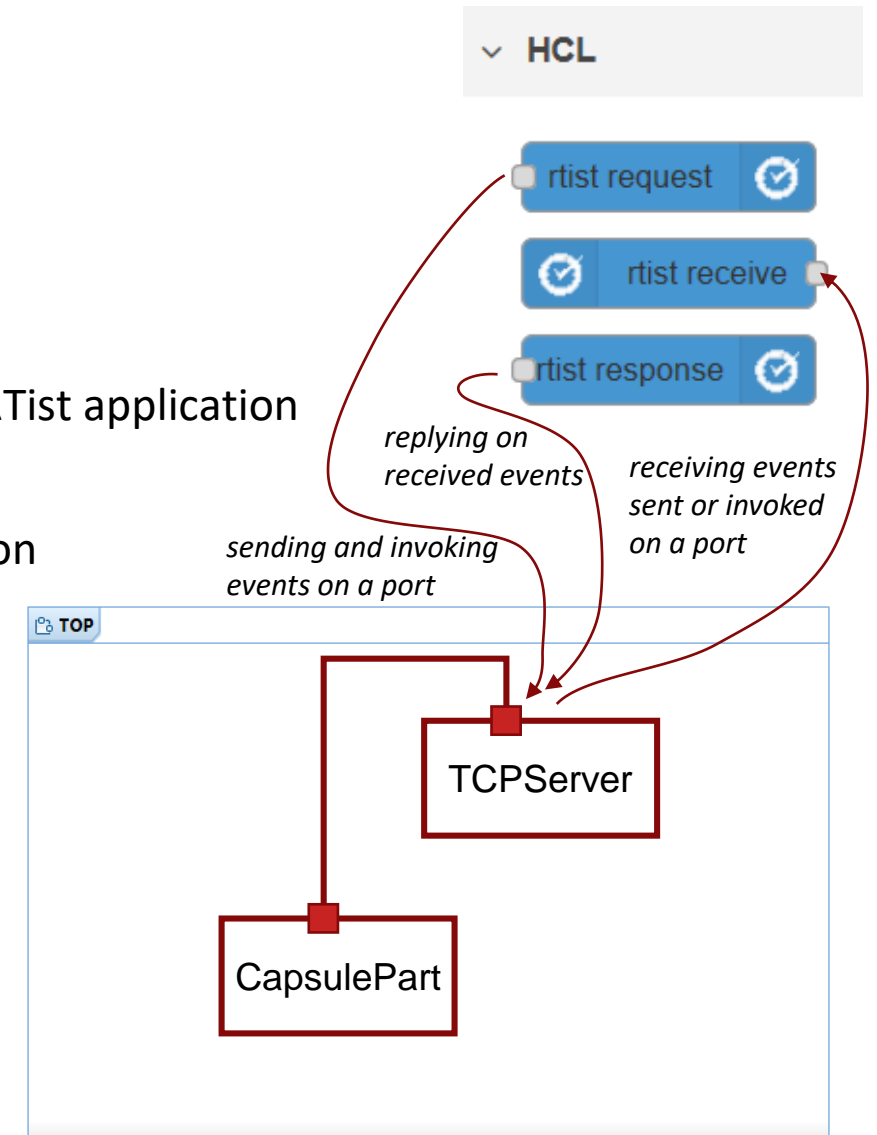 HCL
rtist request
rtist receive
rtist response
Tist application
replying on
received events
receiving events
sent or invoked
on a port
on
sending and invoking
events on a port
TOP
TCPServer
CapsulePart